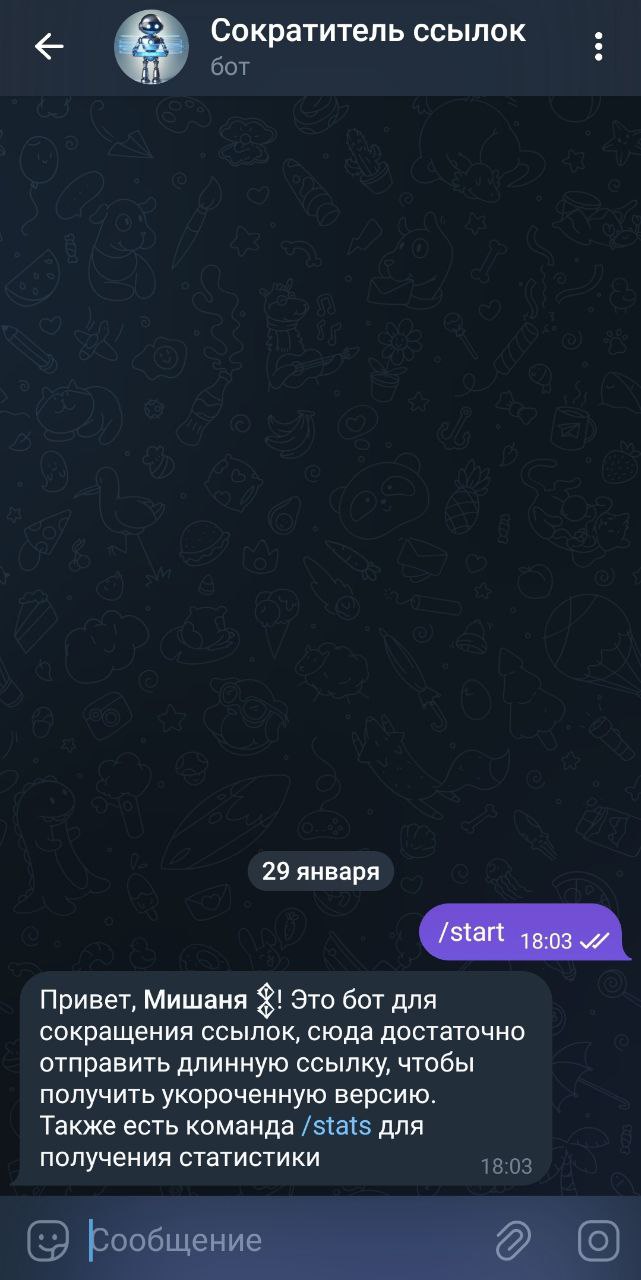 Сократитель ссылок
бот
29 января
/start 18:03
Привет, Мишаня ! Это бот для
сокращения ссылок, сюда достаточно
отправить длинную ссылку, чтобы
получить укороченную версию.
Также есть команда /stats для
получения статистики
18:03
Сообщение